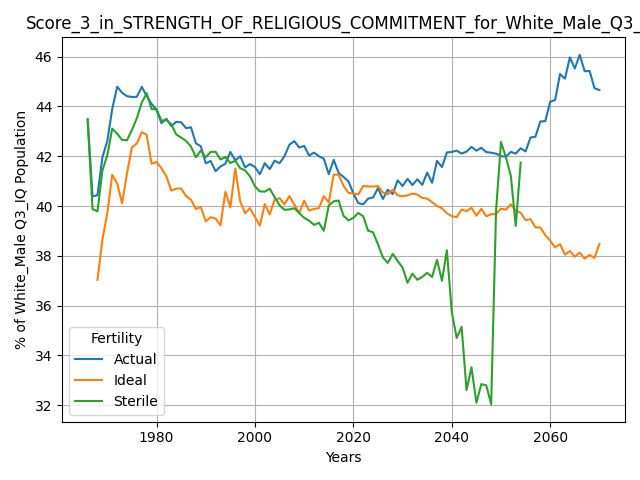 Score_3_in_STRENGTH_OF_RELIGIOUS_COMMITMENT_for_White_Male_Q3_
46
44
42
40
38
36
34
32
% of White_Male Q3_IQ Population
Fertility
Actual
Ideal
Sterile
1980
2000
2020
2040
2060
Years